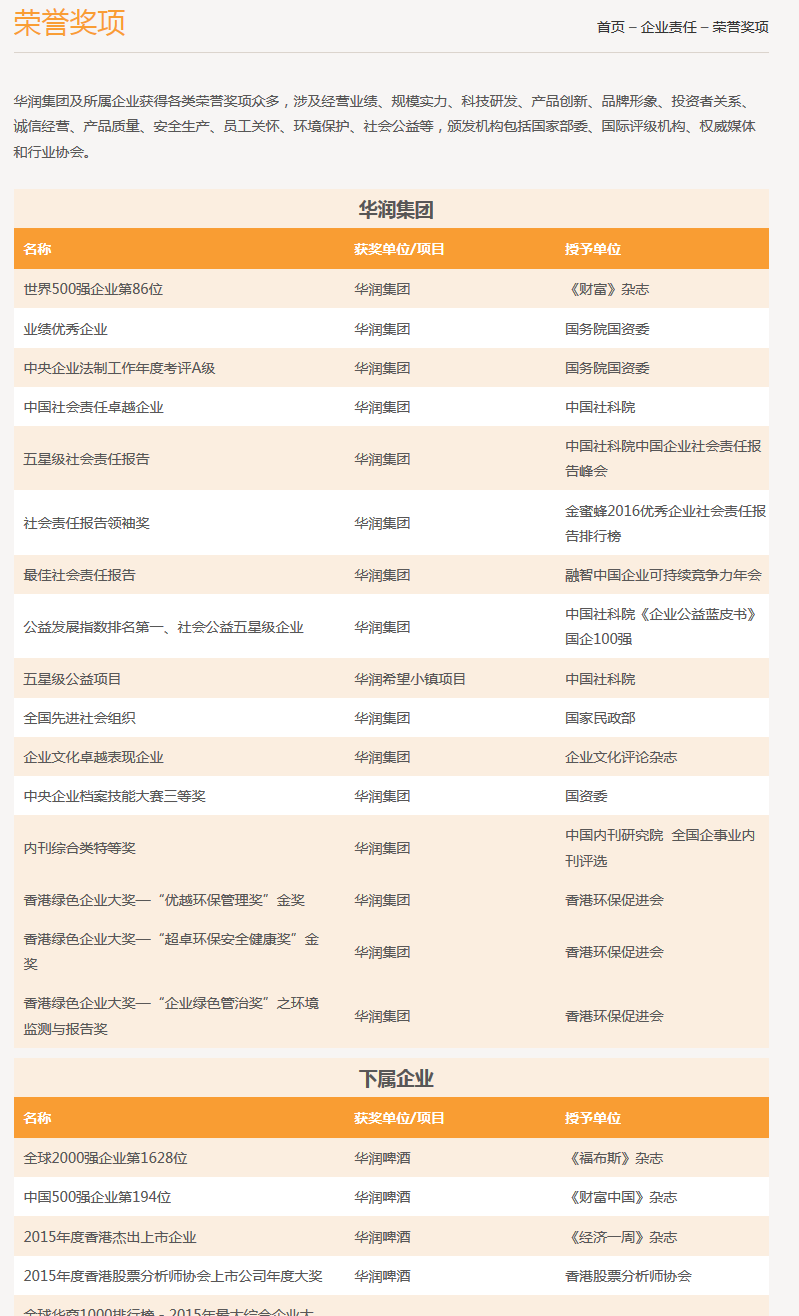 荣誉奖项
首页 – 企业责任 – 荣誉奖项
华润集团及所属企业获得各类荣誉奖项众多，涉及经营业绩、规模实力、科技研发、产品创新、品牌形象、投资者关系、
诚信经营、产品质量、安全生产、员工关怀、环境保护、社会公益等，颁发机构包括国家部委、国际评级机构、权威媒体
和行业协会。
华润集团
名称 获奖单位/项目 授予单位
世界500强企业第86位 华润集团 《财富》杂志
业绩优秀企业 华润集团 国务院国资委
中央企业法制工作年度考评A级 华润集团 国务院国资委
中国社会责任卓越企业 华润集团 中国社科院
五星级社会责任报告 华润集团 中国社科院中国企业社会责任报
告峰会
社会责任报告领袖奖 华润集团 金蜜蜂2016优秀企业社会责任报
告排行榜
最佳社会责任报告 华润集团 融智中国企业可持续竞争力年会
公益发展指数排名第一、社会公益五星级企业 华润集团 中国社科院《企业公益蓝皮书》
国企100强
五星级公益项目 华润希望小镇项目 中国社科院
全国先进社会组织 华润集团 国家民政部
企业文化卓越表现企业 华润集团 企业文化评论杂志
中央企业档案技能大赛三等奖 华润集团 国资委
内刊综合类特等奖 华润集团 中国内刊研究院 全国企事业内
刊评选
香港绿色企业大奖—“优越环保管理奖”金奖 华润集团 香港环保促进会
香港绿色企业大奖—“超卓环保安全健康奖”金
奖 华润集团 香港环保促进会
香港绿色企业大奖—“企业绿色管治奖”之环境
监测与报告奖 华润集团 香港环保促进会
下属企业
名称 获奖单位/项目 授予单位
全球2000强企业第1628位 华润啤酒 《福布斯》杂志
中国500强企业第194位 华润啤酒 《财富中国》杂志
2015年度香港杰出上市企业 华润啤酒 《经济一周》杂志
2015年度香港股票分析师协会上市公司年度大奖 华润啤酒 香港股票分析师协会
全球华商1000排行榜 - 2015年最大综合企业大